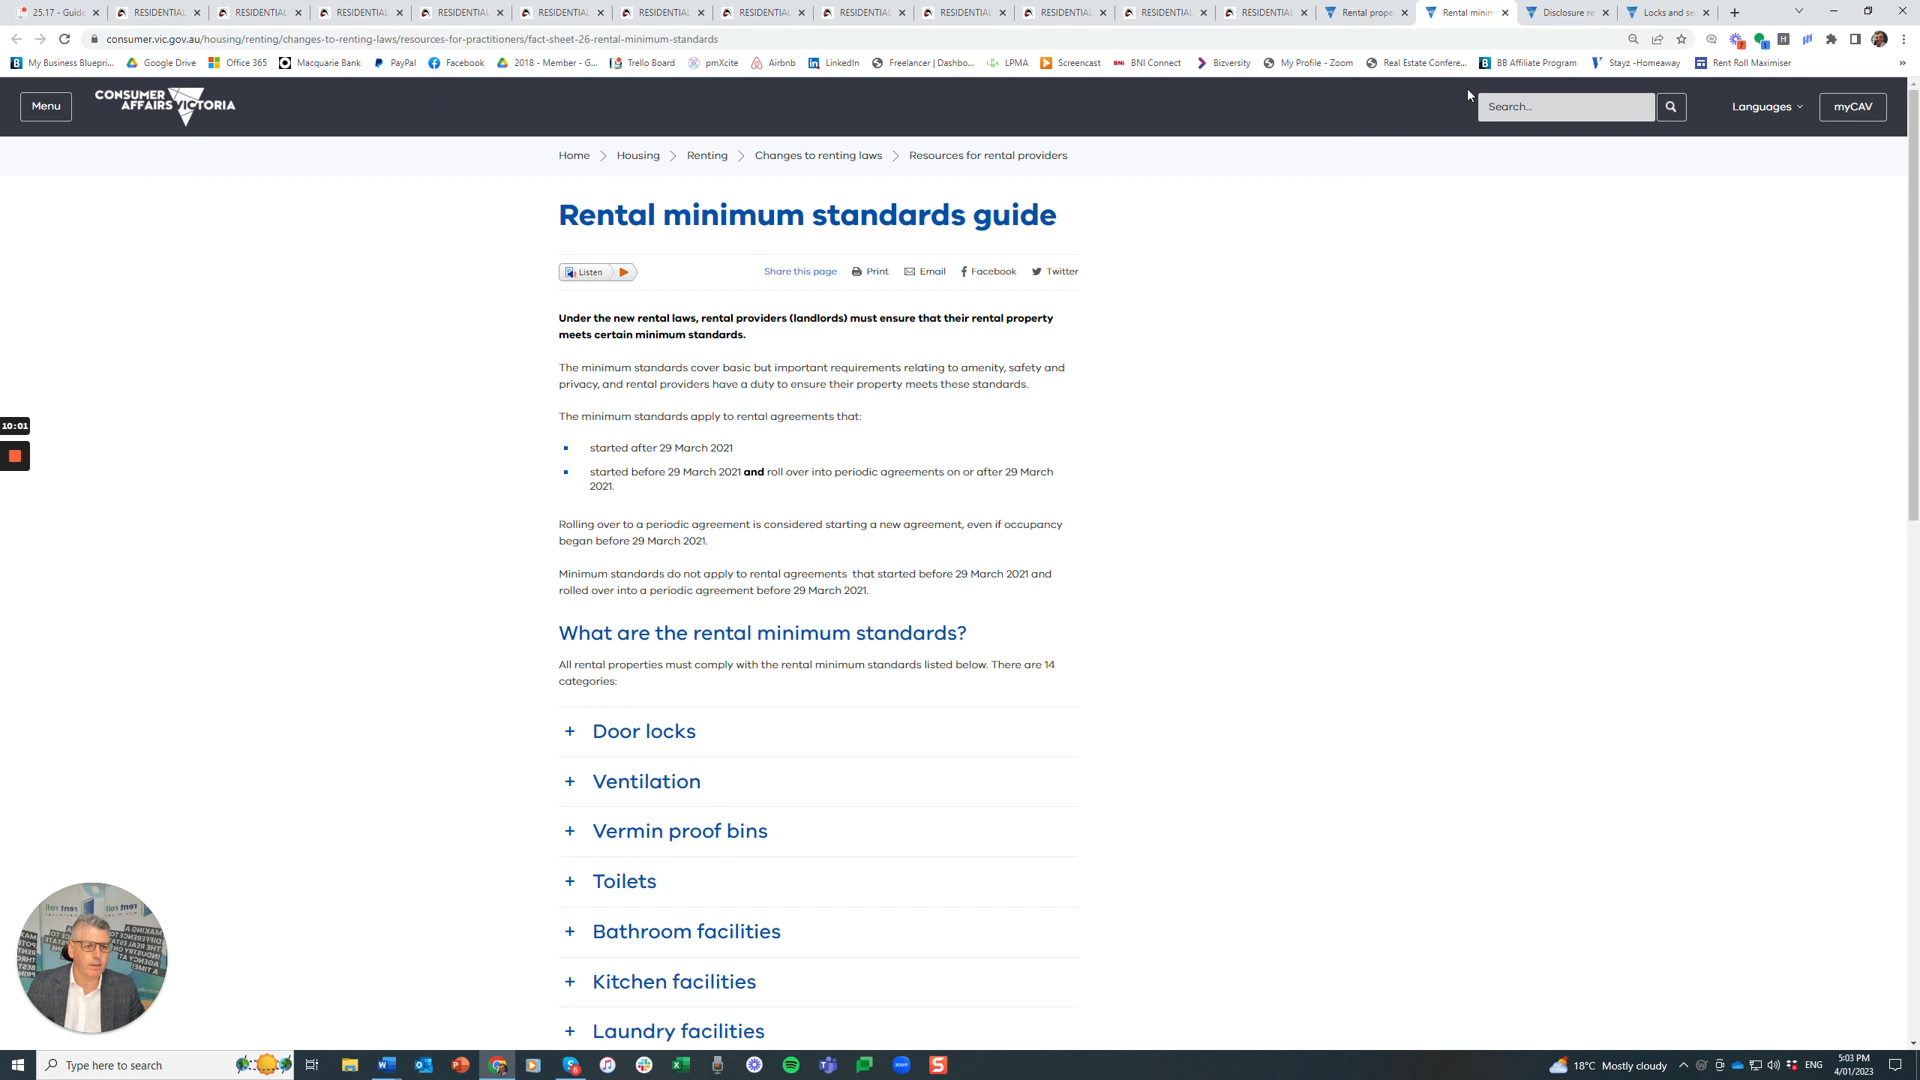 25.17 - Guide
RESIDENTIAL
RESIDENTIAL
RESIDENTIAL
RESIDENTIAL
RESIDENTIAL
RESIDENTIAL
RESIDENTIAL
RESIDENTIAL
RESIDENTIAL
RESIDENTIAL
RESIDENTIAL
RESIDENTIAL
Rental prope
Rental minim
Disclosure re
Locks and se
consumer.vic.gov.au/housing/renting/changes-to-renting-laws/resources-for-practitioners/fact-sheet-26-rental-minimum-standards
My Business Bluepri...
Google Drive
Office 365
Macquarie Bank
PayPal
Facebook
2018 - Member - G...
Trello Board
pmXcite
Airbnb
LinkedIn
Freelancer | Dashbo...
LPMA
Screencast
BNI Connect
Bizversity
My Profile - Zoom
Real Estate Confere...
BB Affiliate Program
Stayz -Homeaway
Rent Roll Maximiser
Menu
CONSUMER
AFFAIRS VICTORIA
Search...
Languages
myCAV
Home > Housing > Renting > Changes to renting laws > Resources for rental providers
Rental minimum standards guide
Listen
Share this page Print Email Facebook Twitter
Under the new rental laws, rental providers (landlords) must ensure that their rental property
meets certain minimum standards.
The minimum standards cover basic but important requirements relating to amenity, safety and
privacy, and rental providers have a duty to ensure their property meets these standards.
The minimum standards apply to rental agreements that:
started after 29 March 2021
started before 29 March 2021 and roll over into periodic agreements on or after 29 March
2021.
Rolling over to a periodic agreement is considered starting a new agreement, even if occupancy
began before 29 March 2021.
Minimum standards do not apply to rental agreements that started before 29 March 2021 and
rolled over into a periodic agreement before 29 March 2021.
What are the rental minimum standards?
All rental properties must comply with the rental minimum standards listed below. There are 14
categories:
+ Door locks
+ Ventilation
+ Vermin proof bins
+ Toilets
+ Bathroom facilities
+ Kitchen facilities
+ Laundry facilities
10:01
Type here to search
18°C Mostly cloudy
ENG
5:03 PM
4/01/2023